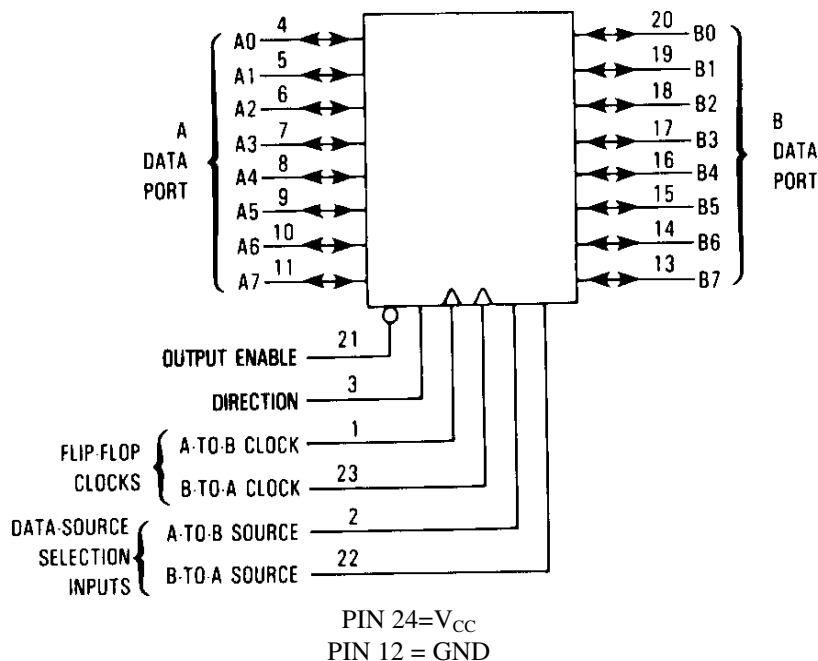 A0 4 20 B0
A1 5 19 B1
A2 6 18 B2
A3 7 17 B3
A4 8 16 B4
A5 9 15 B5
A6 10 14 B6
A7 11 13 B7
A
DATA
PORT
B
DATA
PORT
OUTPUT ENABLE 21
DIRECTION 3
FLIP-FLOP
CLOCKS
A-TO-B CLOCK 1
B-TO-A CLOCK 23
DATA-SOURCE
SELECTION
INPUTS
A-TO-B SOURCE 2
B-TO-A SOURCE 22
PIN 24=VCC
PIN 12 = GND